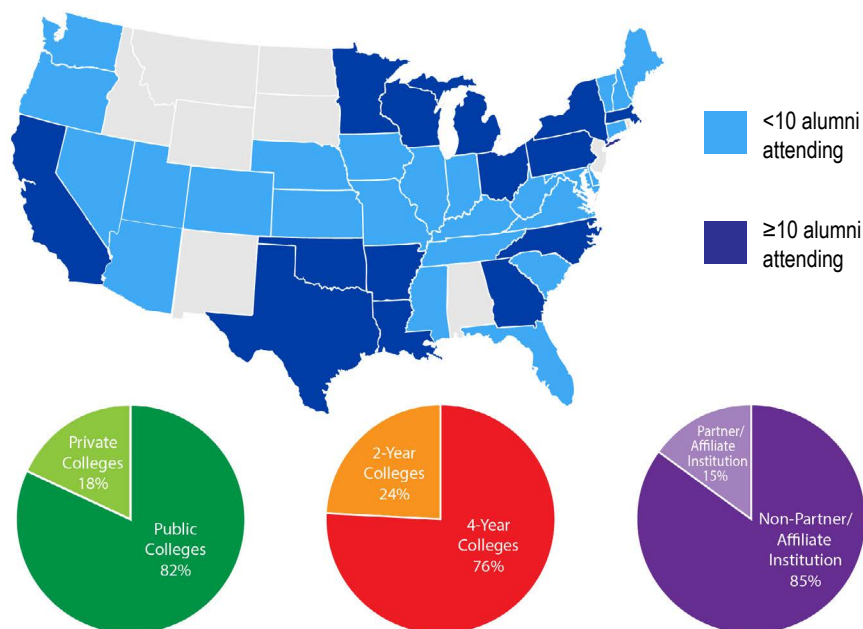 <10 alumni
attending
≥10 alumni
attending
Private
Colleges
18%
Public
Colleges
82%
2-Year
Colleges
24%
4-Year
Colleges
76%
Partner/
Affiliate
Institution
15%
Non-Partner/
Affiliate
Institution
85%